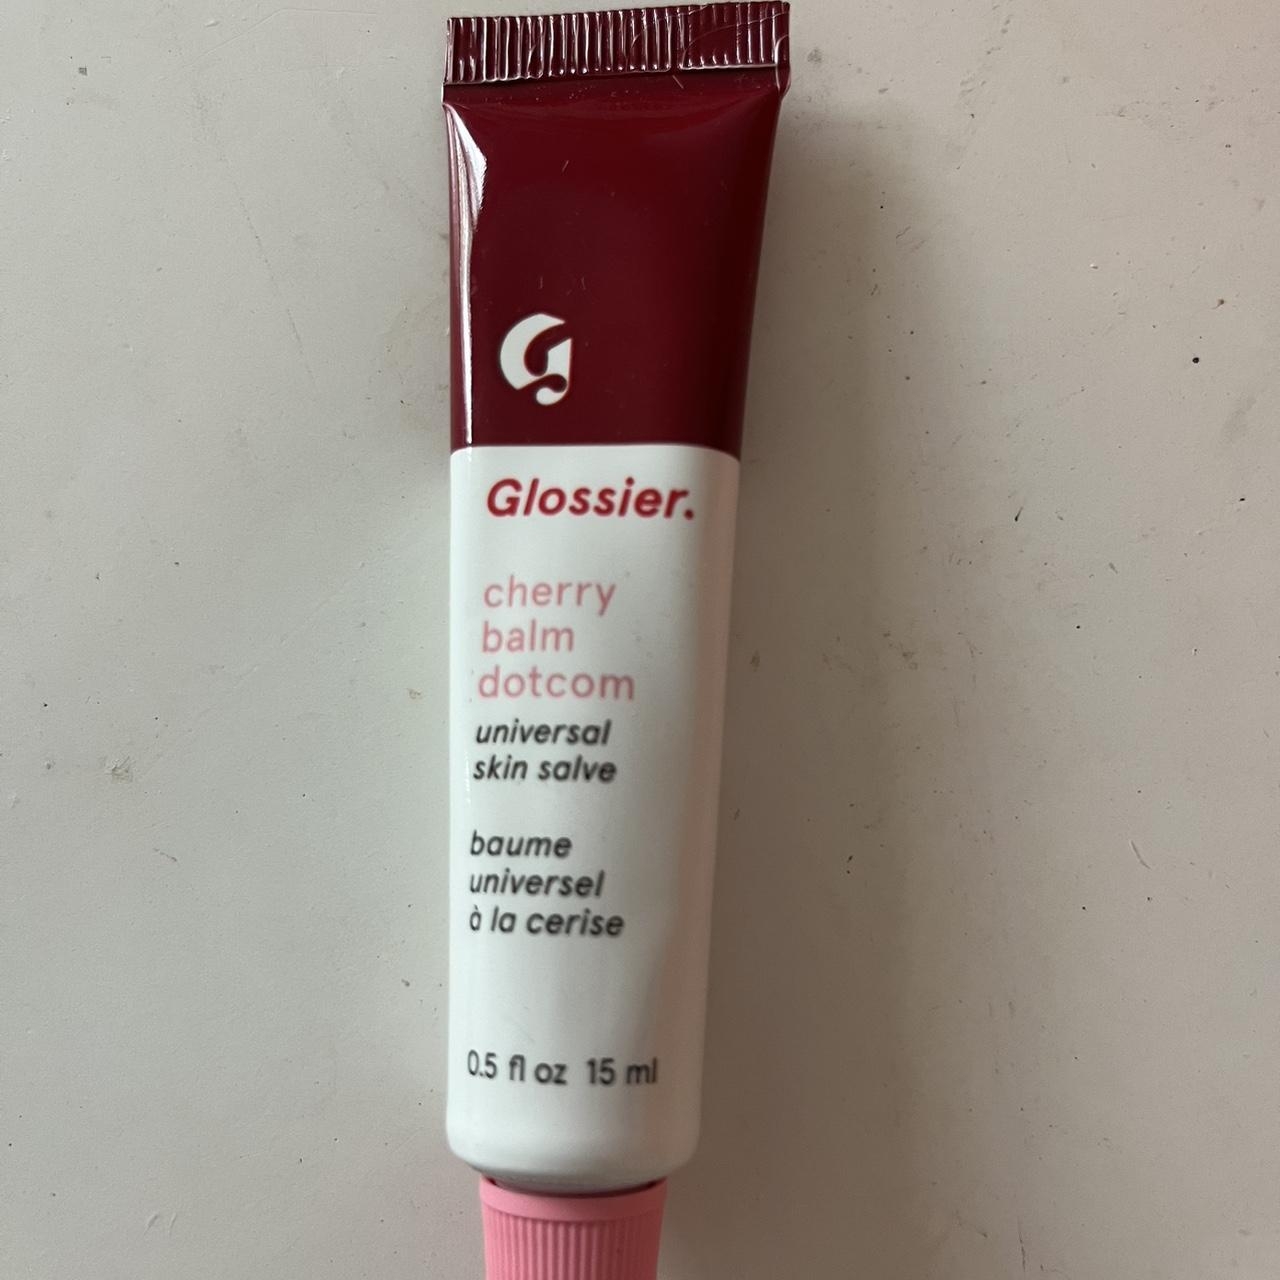 G
Glossier.
cherry
balm
dotcom
universal
skin salve
baume
universel
à la cerise
0.5 fl oz 15 ml